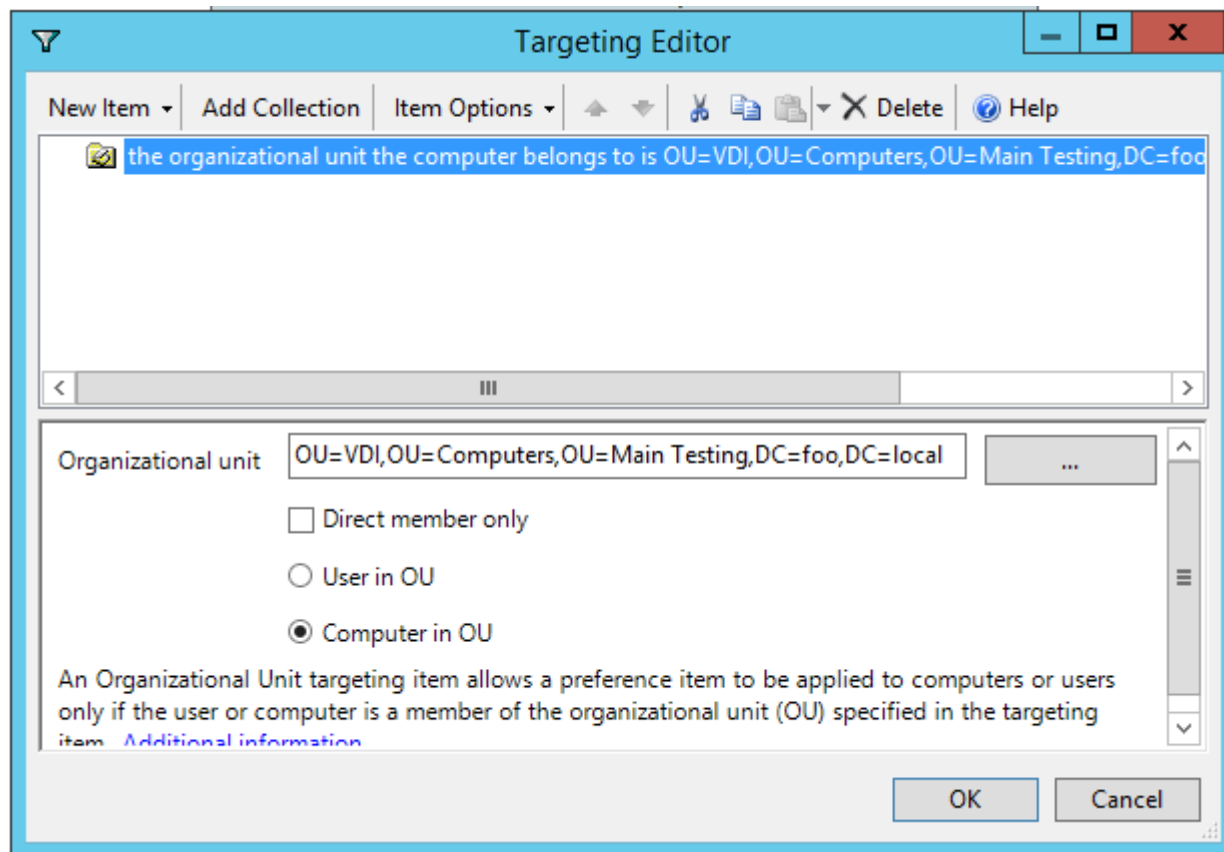 Targeting Editor
New Item Add Collection Item Options Delete Help
the organizational unit the computer belongs to is OU=VDI,OU=Computers,OU=Main Testing,DC=foo
Organizational unit OU=VDI,OU=Computers,OU=Main Testing,DC=foo,DC=local ...
Direct member only
User in OU
Computer in OU
An Organizational Unit targeting item allows a preference item to be applied to computers or users
only if the user or computer is a member of the organizational unit (OU) specified in the targeting
item. Additional information
OK Cancel